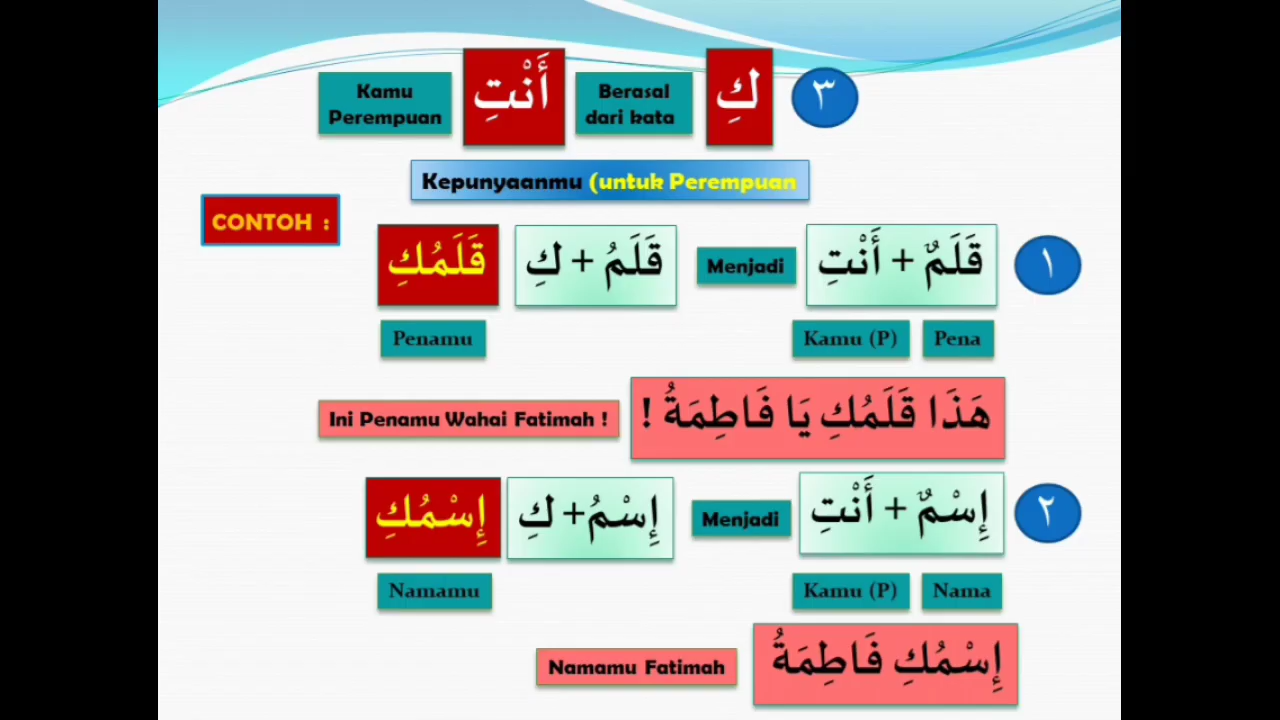 ٣ كِ Berasal dari kata أَنْتِ Kamu Perempuan
Kepunyaanmu (untuk Perempuan
CONTOH :
١ قَلَمٌ + أَنْتِ Menjadi قَلَمُ + كِ قَلَمُكِ
Pena Kamu (P) Penamu
هَذَا قَلَمُكِ يَا فَاطِمَةُ ! Ini Penamu Wahai Fatimah !
٢ إِسْمٌ + أَنْتِ Menjadi إِسْمُ+ كِ إِسْمُكِ
Nama Kamu (P) Namamu
إِسْمُكِ فَاطِمَةُ Namamu Fatimah